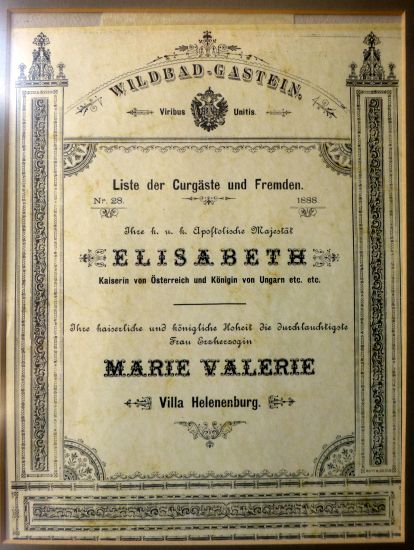 WILDBAD-GASTEIN.
Viribus Unitis.
Liste der Curgäste und Fremden.
Nr. 28. 1888.
Ihre k. u. k. Apostolische Majestät
ELISABETH
Kaiserin von Österreich und Königin von Ungarn etc. etc.
Ihre kaiserliche und königliche Hoheit die durchlauchtigste
Frau Erzherzogin
MARIE VALERIE
Villa Helenenburg.